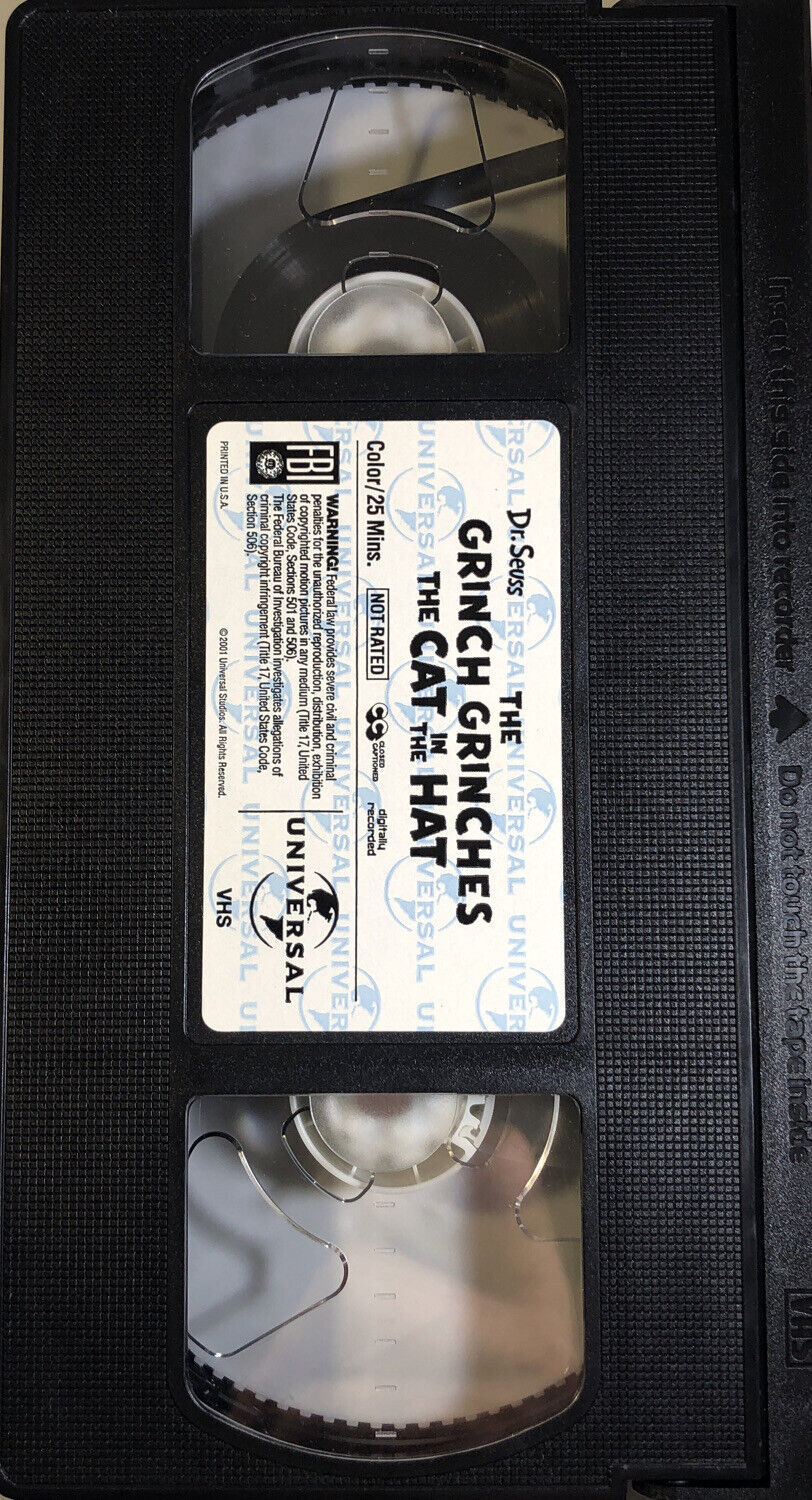 Dr. Seuss
THE
GRINCH GRINCHES
THE CAT IN THE HAT
Color/25 Mins.
NOT RATED
CC
CLOSED CAPTIONED
digitally recorded
FBI
WARNING! Federal law provides severe civil and criminal
penalties for the unauthorized reproduction, distribution, exhibition
of copyrighted motion pictures in any medium (Title 17, United
States Code, Sections 501 and 506).
The Federal Bureau of Investigation investigates allegations of
criminal copyright infringement (Title 17, United States Code,
Section 506).
PRINTED IN U.S.A.
©2001 Universal Studios. All Rights Reserved.
UNIVERSAL
VHS
Insert this side into recorder
Do not touch the tape inside
VHS